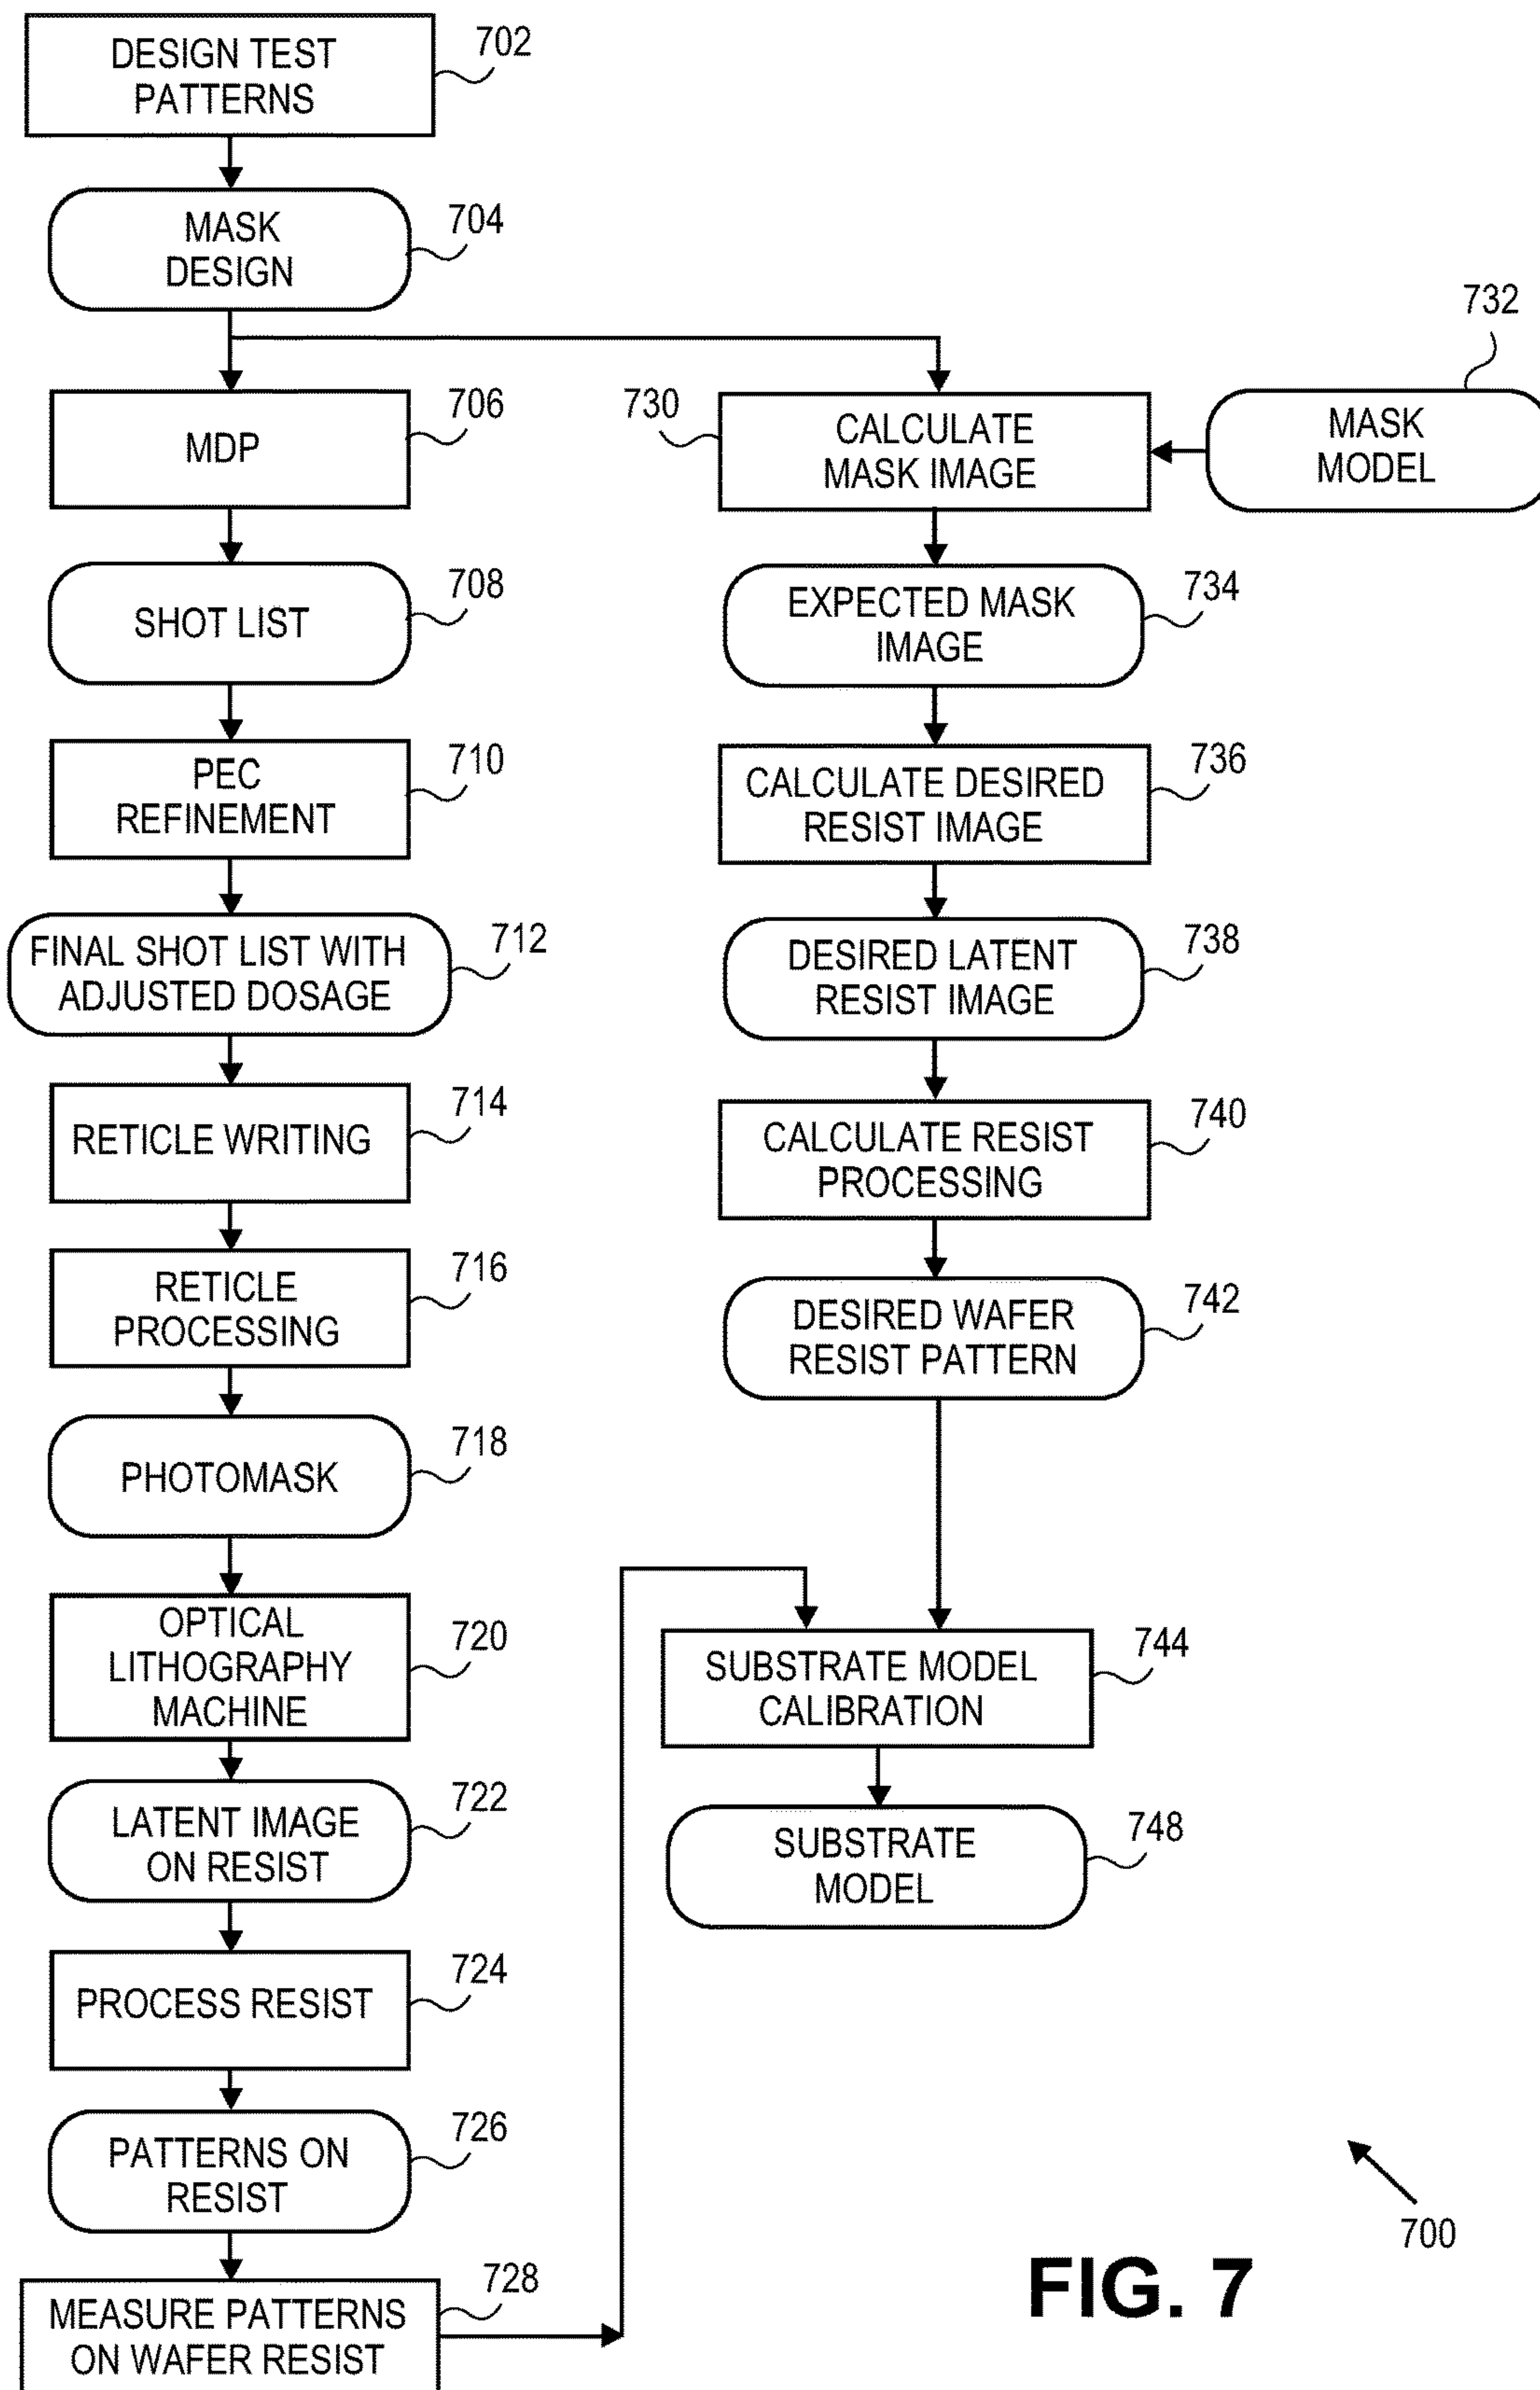 DESIGN TEST
PATTERNS
702
MASK
DESIGN
704
MDP
706
SHOT LIST
708
PEC
REFINEMENT
710
FINAL SHOT LIST WITH
ADJUSTED DOSAGE
712
RETICLE WRITING
714
RETICLE
PROCESSING
716
PHOTOMASK
718
OPTICAL
LITHOGRAPHY
MACHINE
720
LATENT IMAGE
ON RESIST
722
PROCESS RESIST
724
PATTERNS ON
RESIST
726
MEASURE PATTERNS
ON WAFER RESIST
728
730
CALCULATE
MASK IMAGE
732
MASK
MODEL
EXPECTED MASK
IMAGE
734
CALCULATE DESIRED
RESIST IMAGE
736
DESIRED LATENT
RESIST IMAGE
738
CALCULATE RESIST
PROCESSING
740
DESIRED WAFER
RESIST PATTERN
742
SUBSTRATE MODEL
CALIBRATION
744
SUBSTRATE
MODEL
748
700
FIG. 7